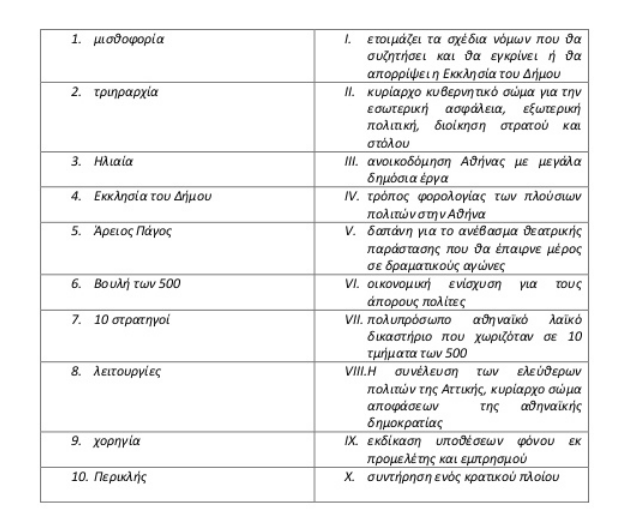 1. μισθοφορία
I. ετοιμάζει τα σχέδια νόμων που θα
συζητήσει και θα εγκρίνει ή θα
απορρίψει η Εκκλησία του Δήμου
2. τριηραρχία
II. κυρίαρχο κυβερνητικό σώμα για την
εσωτερική ασφάλεια, εξωτερική
πολιτική, διοίκηση στρατού και
στόλου
3. Ηλιαία
III. ανοικοδόμηση Αθήνας με μεγάλα
δημόσια έργα
4. Εκκλησία του Δήμου
IV. τρόπος φορολογίας των πλούσιων
πολιτών στην Αθήνα
5. Άρειος Πάγος
V. δαπάνη για το ανέβασμα θεατρικής
παράστασης που θα έπαιρνε μέρος
σε δραματικούς αγώνες
6. Βουλή των 500
VI. οικονομική ενίσχυση για τους
άπορους πολίτες
7. 10 στρατηγοί
VII. πολυπρόσωπο αθηναϊκό λαϊκό
δικαστήριο που χωριζόταν σε 10
τμήματα των 500
8. λειτουργίες
VIII.Η συνέλευση των ελεύθερων
πολιτών της Αττικής, κυρίαρχο σώμα
αποφάσεων της αθηναϊκής
δημοκρατίας
9. χορηγία
IX. εκδίκαση υποθέσεων φόνου εκ
προμελέτης και εμπρησμού
10. Περικλής
X. συντήρηση ενός κρατικού πλοίου